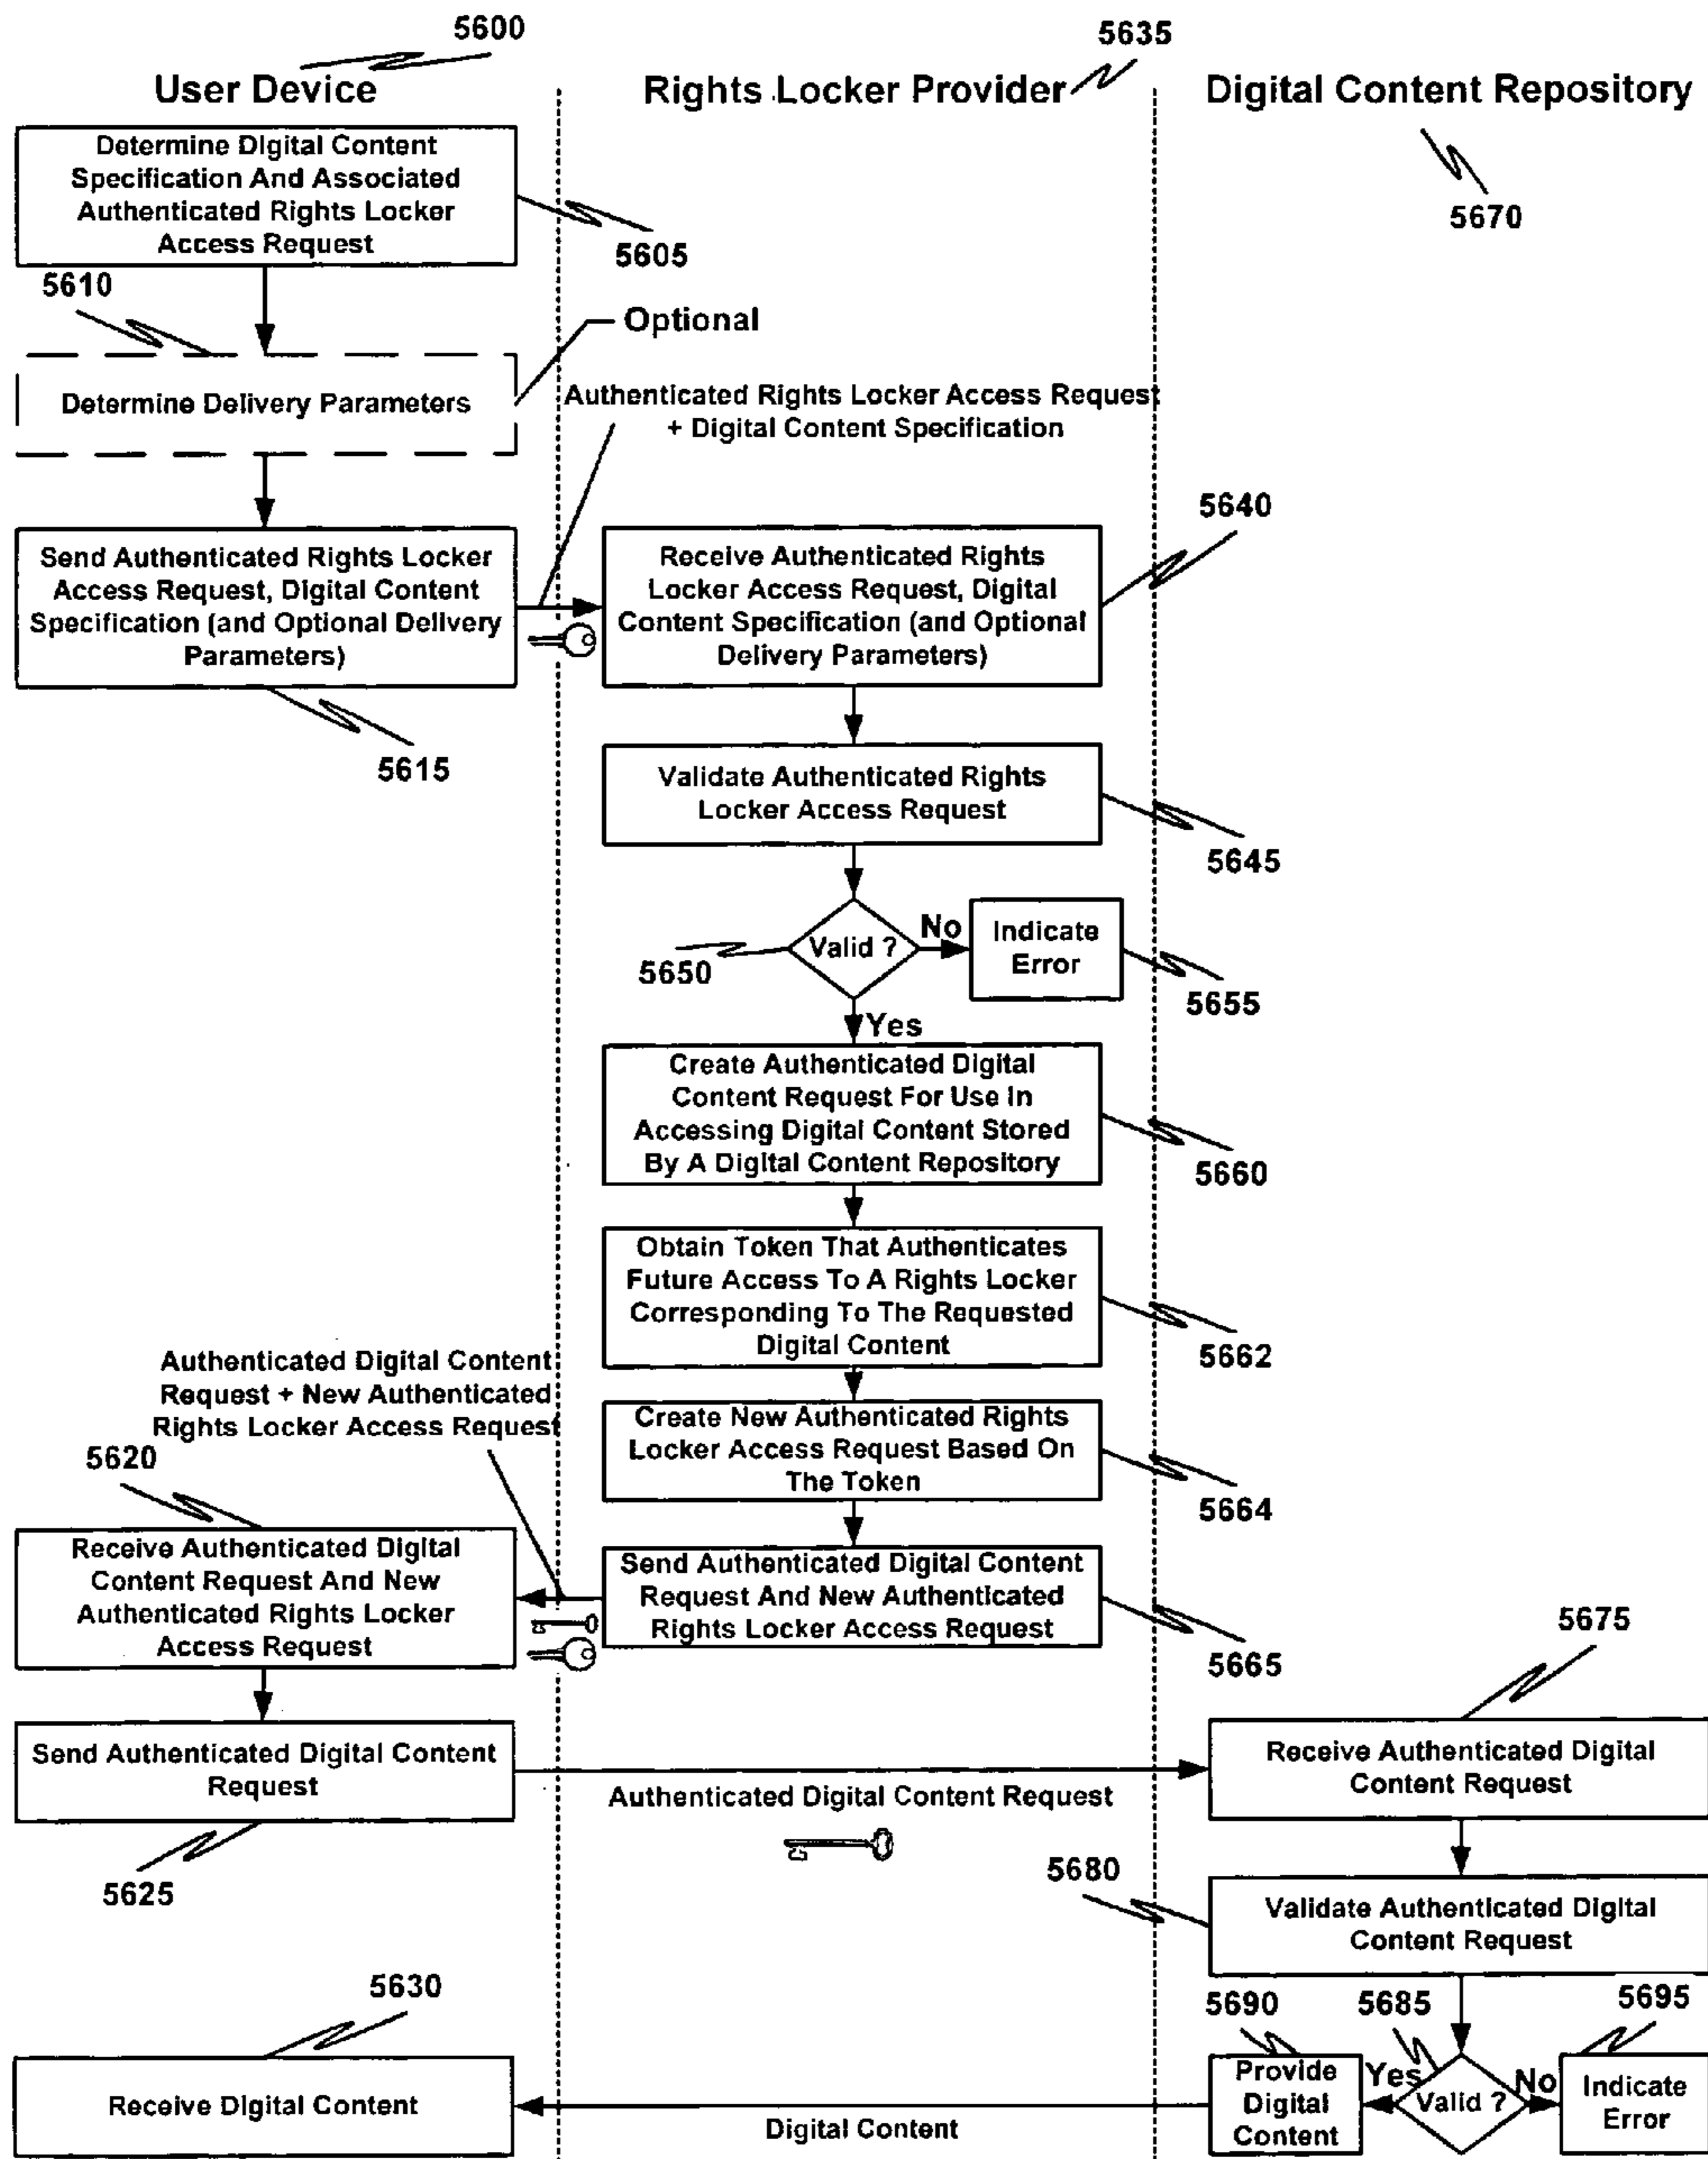 5600
5635
User Device
Rights Locker Provider
Digital Content Repository
5670
Determine Digital Content
Specification And Associated
Authenticated Rights Locker
Access Request
5605
5610
Optional
Determine Delivery Parameters
Authenticated Rights Locker Access Request
+ Digital Content Specification
5640
Send Authenticated Rights Locker
Access Request, Digital Content
Specification (and Optional Delivery
Parameters)
5615
Receive Authenticated Rights
Locker Access Request, Digital
Content Specification (and Optional
Delivery Parameters)
Validate Authenticated Rights
Locker Access Request
5645
Valid ?
No
Indicate
Error
5650
5655
Yes
Create Authenticated Digital
Content Request For Use In
Accessing Digital Content Stored
By A Digital Content Repository
5660
Obtain Token That Authenticates
Future Access To A Rights Locker
Corresponding To The Requested
Digital Content
5662
Authenticated Digital Content
Request + New Authenticated
Rights Locker Access Request
Create New Authenticated Rights
Locker Access Request Based On
The Token
5664
5620
Receive Authenticated Digital
Content Request And New
Authenticated Rights Locker
Access Request
Send Authenticated Digital Content
Request And New Authenticated
Rights Locker Access Request
5665
5675
Send Authenticated Digital Content
Request
5625
Authenticated Digital Content Request
Receive Authenticated Digital
Content Request
5680
Validate Authenticated Digital
Content Request
5630
5690
5685
5695
Receive Digital Content
Digital Content
Provide
Digital
Content
Yes
Valid ?
No
Indicate
Error